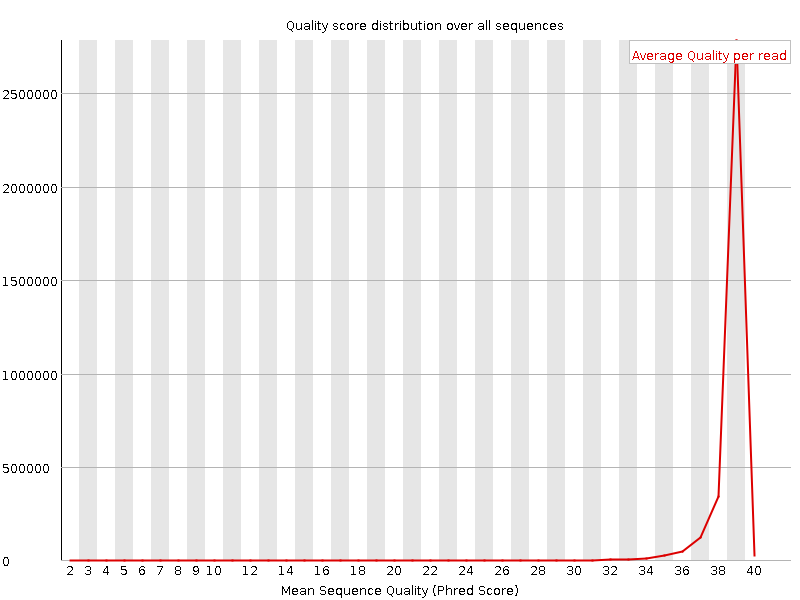 Quality score distribution over all sequences
Average Quality per read
2500000
2000000
1500000
1000000
500000
0
2 3 4 5 6 7 8 9 10 12 14 16 18 20 22 24 26 28 30 32 34 36 38 40
Mean Sequence Quality (Phred Score)